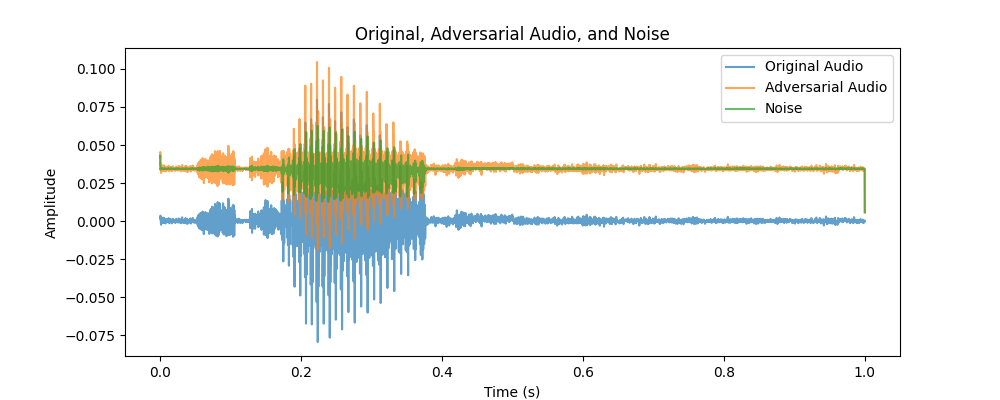 Original, Adversarial Audio, and Noise
Original Audio
Adversarial Audio
Noise
0.100
0.075
0.050
0.025
0.000
−0.025
−0.050
−0.075
Amplitude
0.0 0.2 0.4 0.6 0.8 1.0
Time (s)